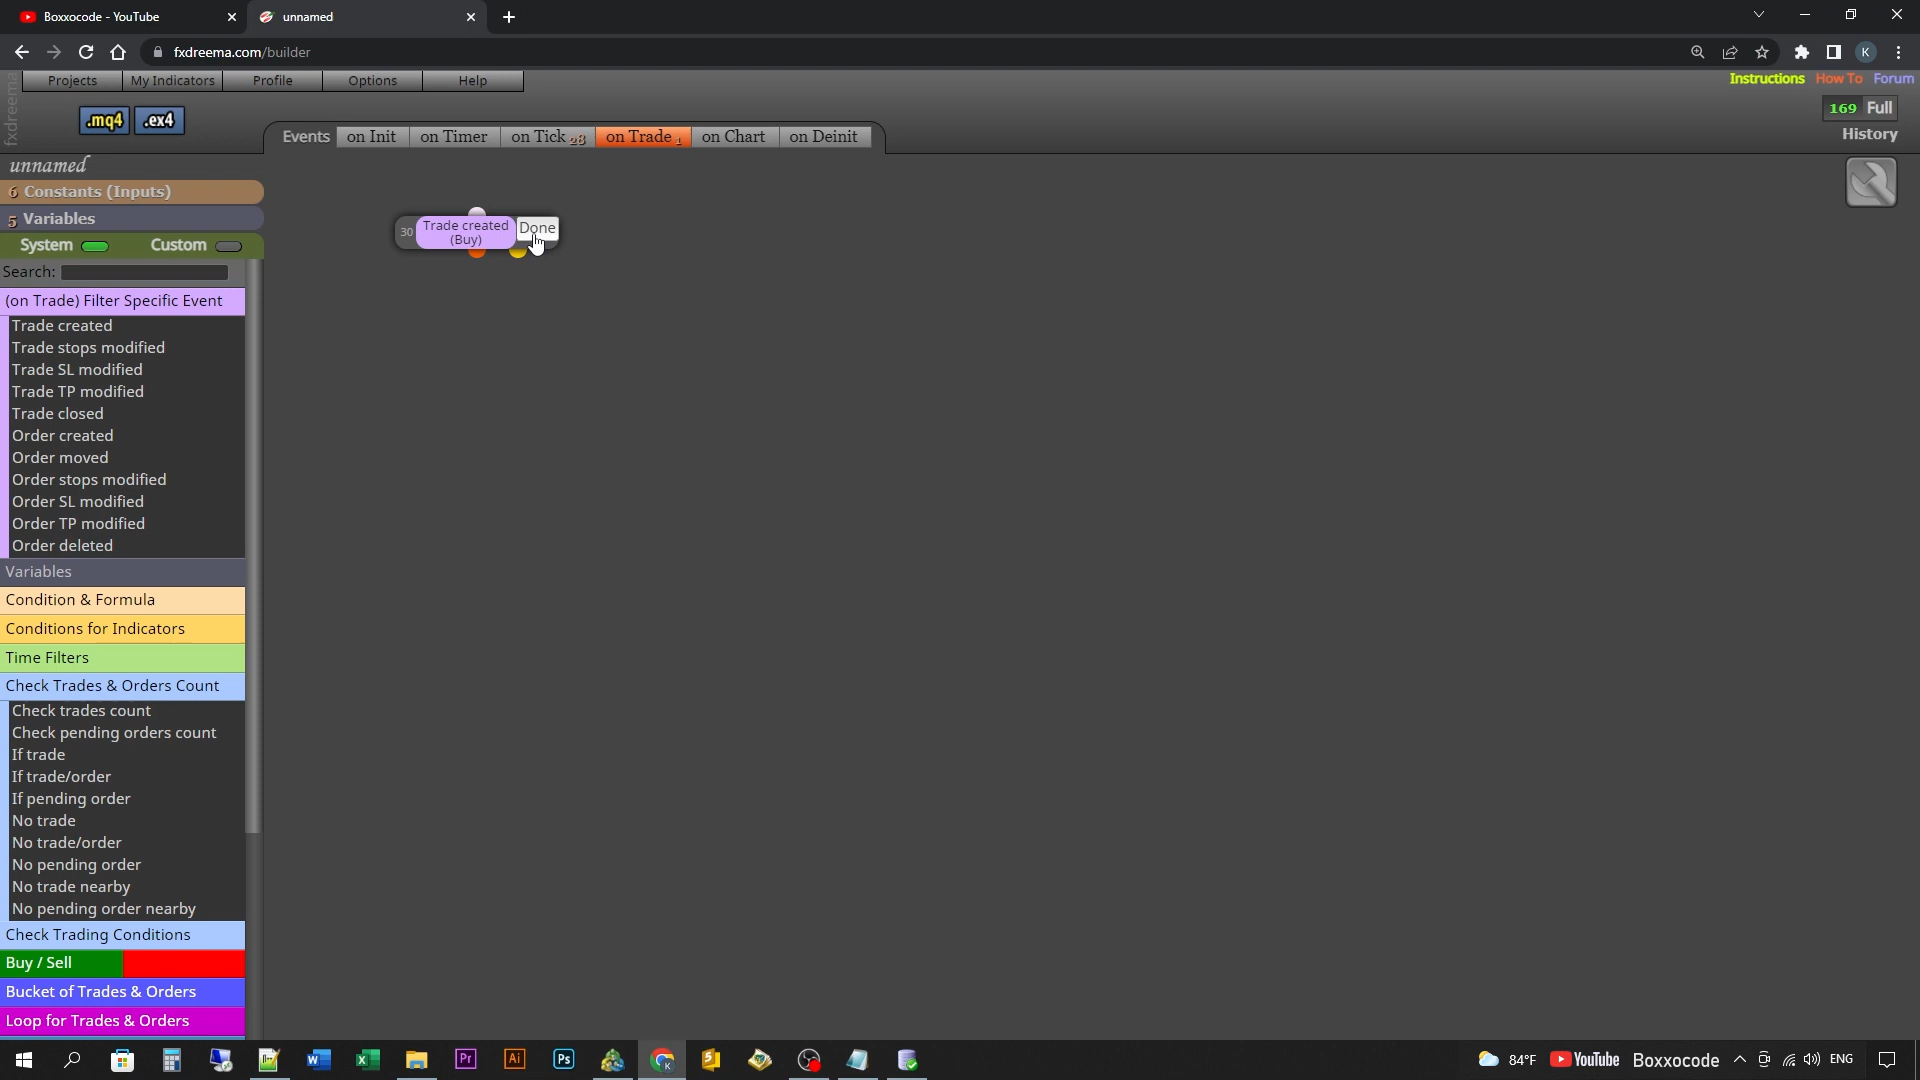 Boxxocode - YouTube
unnamed
fxdreema.com/builder
K
fxdreema
Projects
My Indicators
Profile
Options
Help
Instructions
How To
Forum
.mq4
.ex4
169 Full
History
Events
on Init
on Timer
on Tick 28
on Trade 1
on Chart
on Deinit
unnamed
6 Constants (Inputs)
5 Variables
System
Custom
Search:
(on Trade) Filter Specific Event
Trade created
Trade stops modified
Trade SL modified
Trade TP modified
Trade closed
Order created
Order moved
Order stops modified
Order SL modified
Order TP modified
Order deleted
Variables
Condition & Formula
Conditions for Indicators
Time Filters
Check Trades & Orders Count
Check trades count
Check pending orders count
If trade
If trade/order
If pending order
No trade
No trade/order
No pending order
No trade nearby
No pending order nearby
Check Trading Conditions
Buy / Sell
Bucket of Trades & Orders
Loop for Trades & Orders
30
Trade created
(Buy)
Done
84°F
YouTube
Boxxocode
ENG